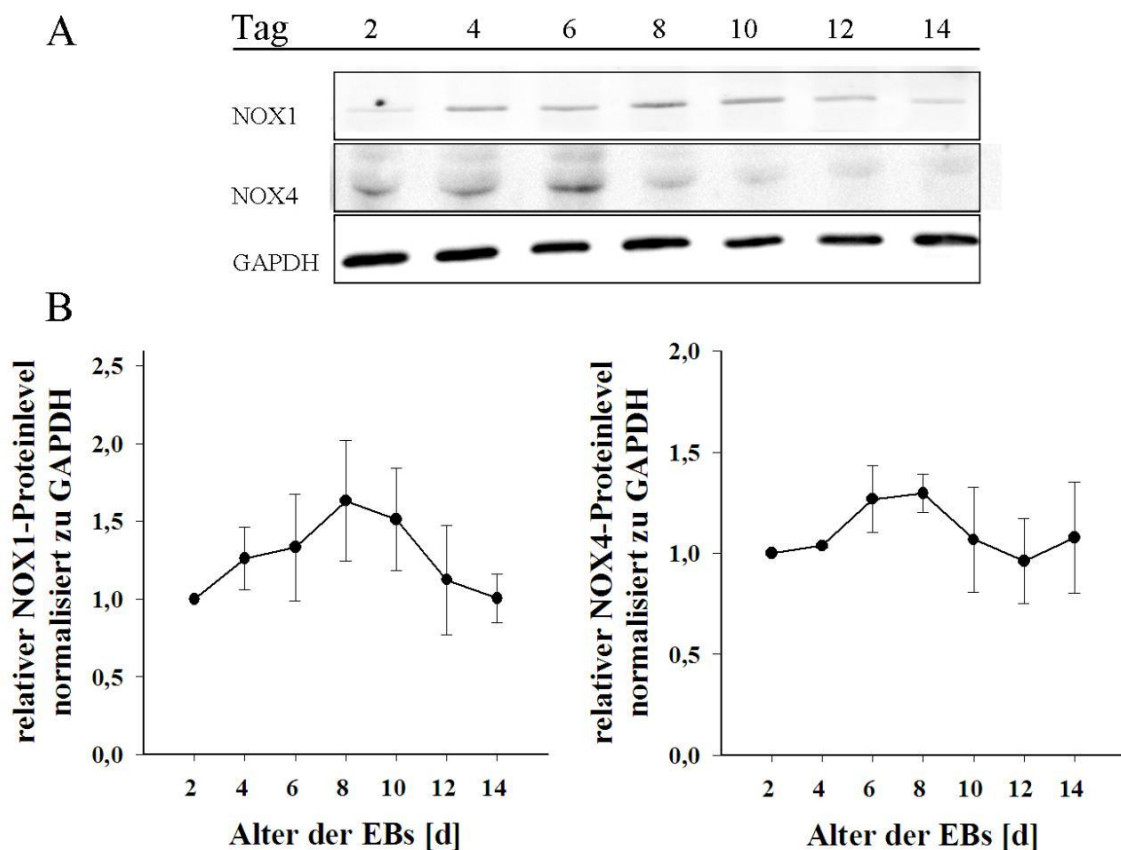 A
Tag 2 4 6 8 10 12 14
NOX1
NOX4
GAPDH
B
relativer NOX1-Proteinlevel
normalisiert zu GAPDH
2,5
2,0
1,5
1,0
0,5
0,0
2 4 6 8 10 12 14
Alter der EBs [d]
relativer NOX4-Proteinlevel
normalisiert zu GAPDH
2,0
1,5
1,0
0,5
0,0
2 4 6 8 10 12 14
Alter der EBs [d]